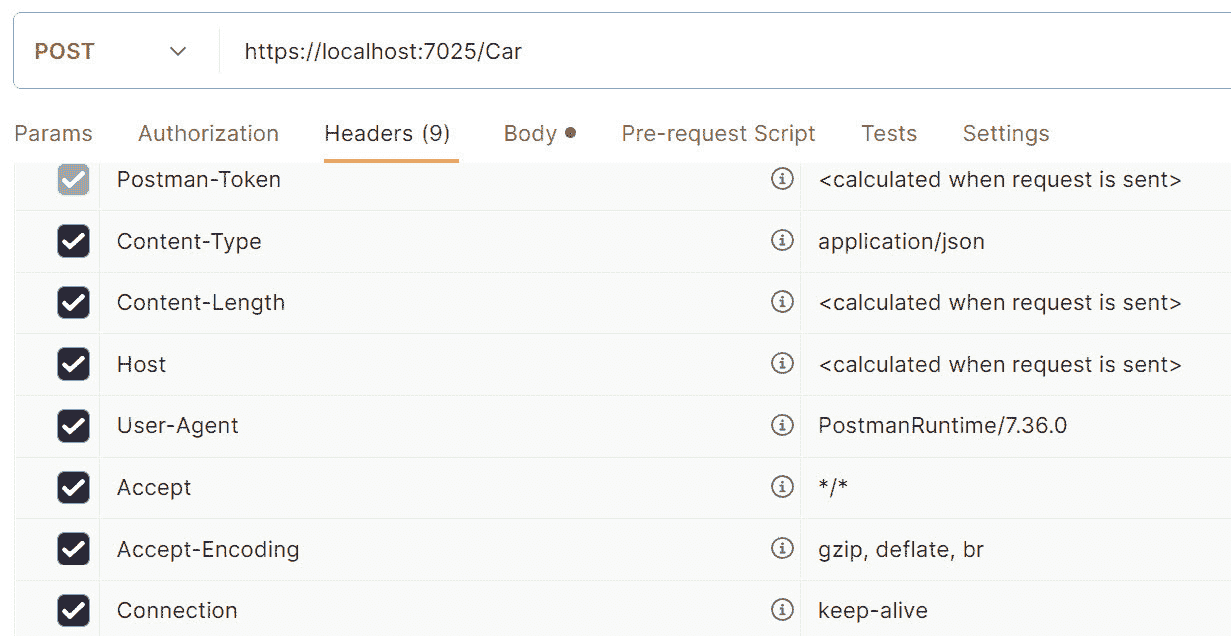 POST https://localhost:7025/Car
Params Authorization Headers (9) Body Pre-request Script Tests Settings
Postman-Token <calculated when request is sent>
Content-Type application/json
Content-Length <calculated when request is sent>
Host <calculated when request is sent>
User-Agent PostmanRuntime/7.36.0
Accept */*
Accept-Encoding gzip, deflate, br
Connection keep-alive